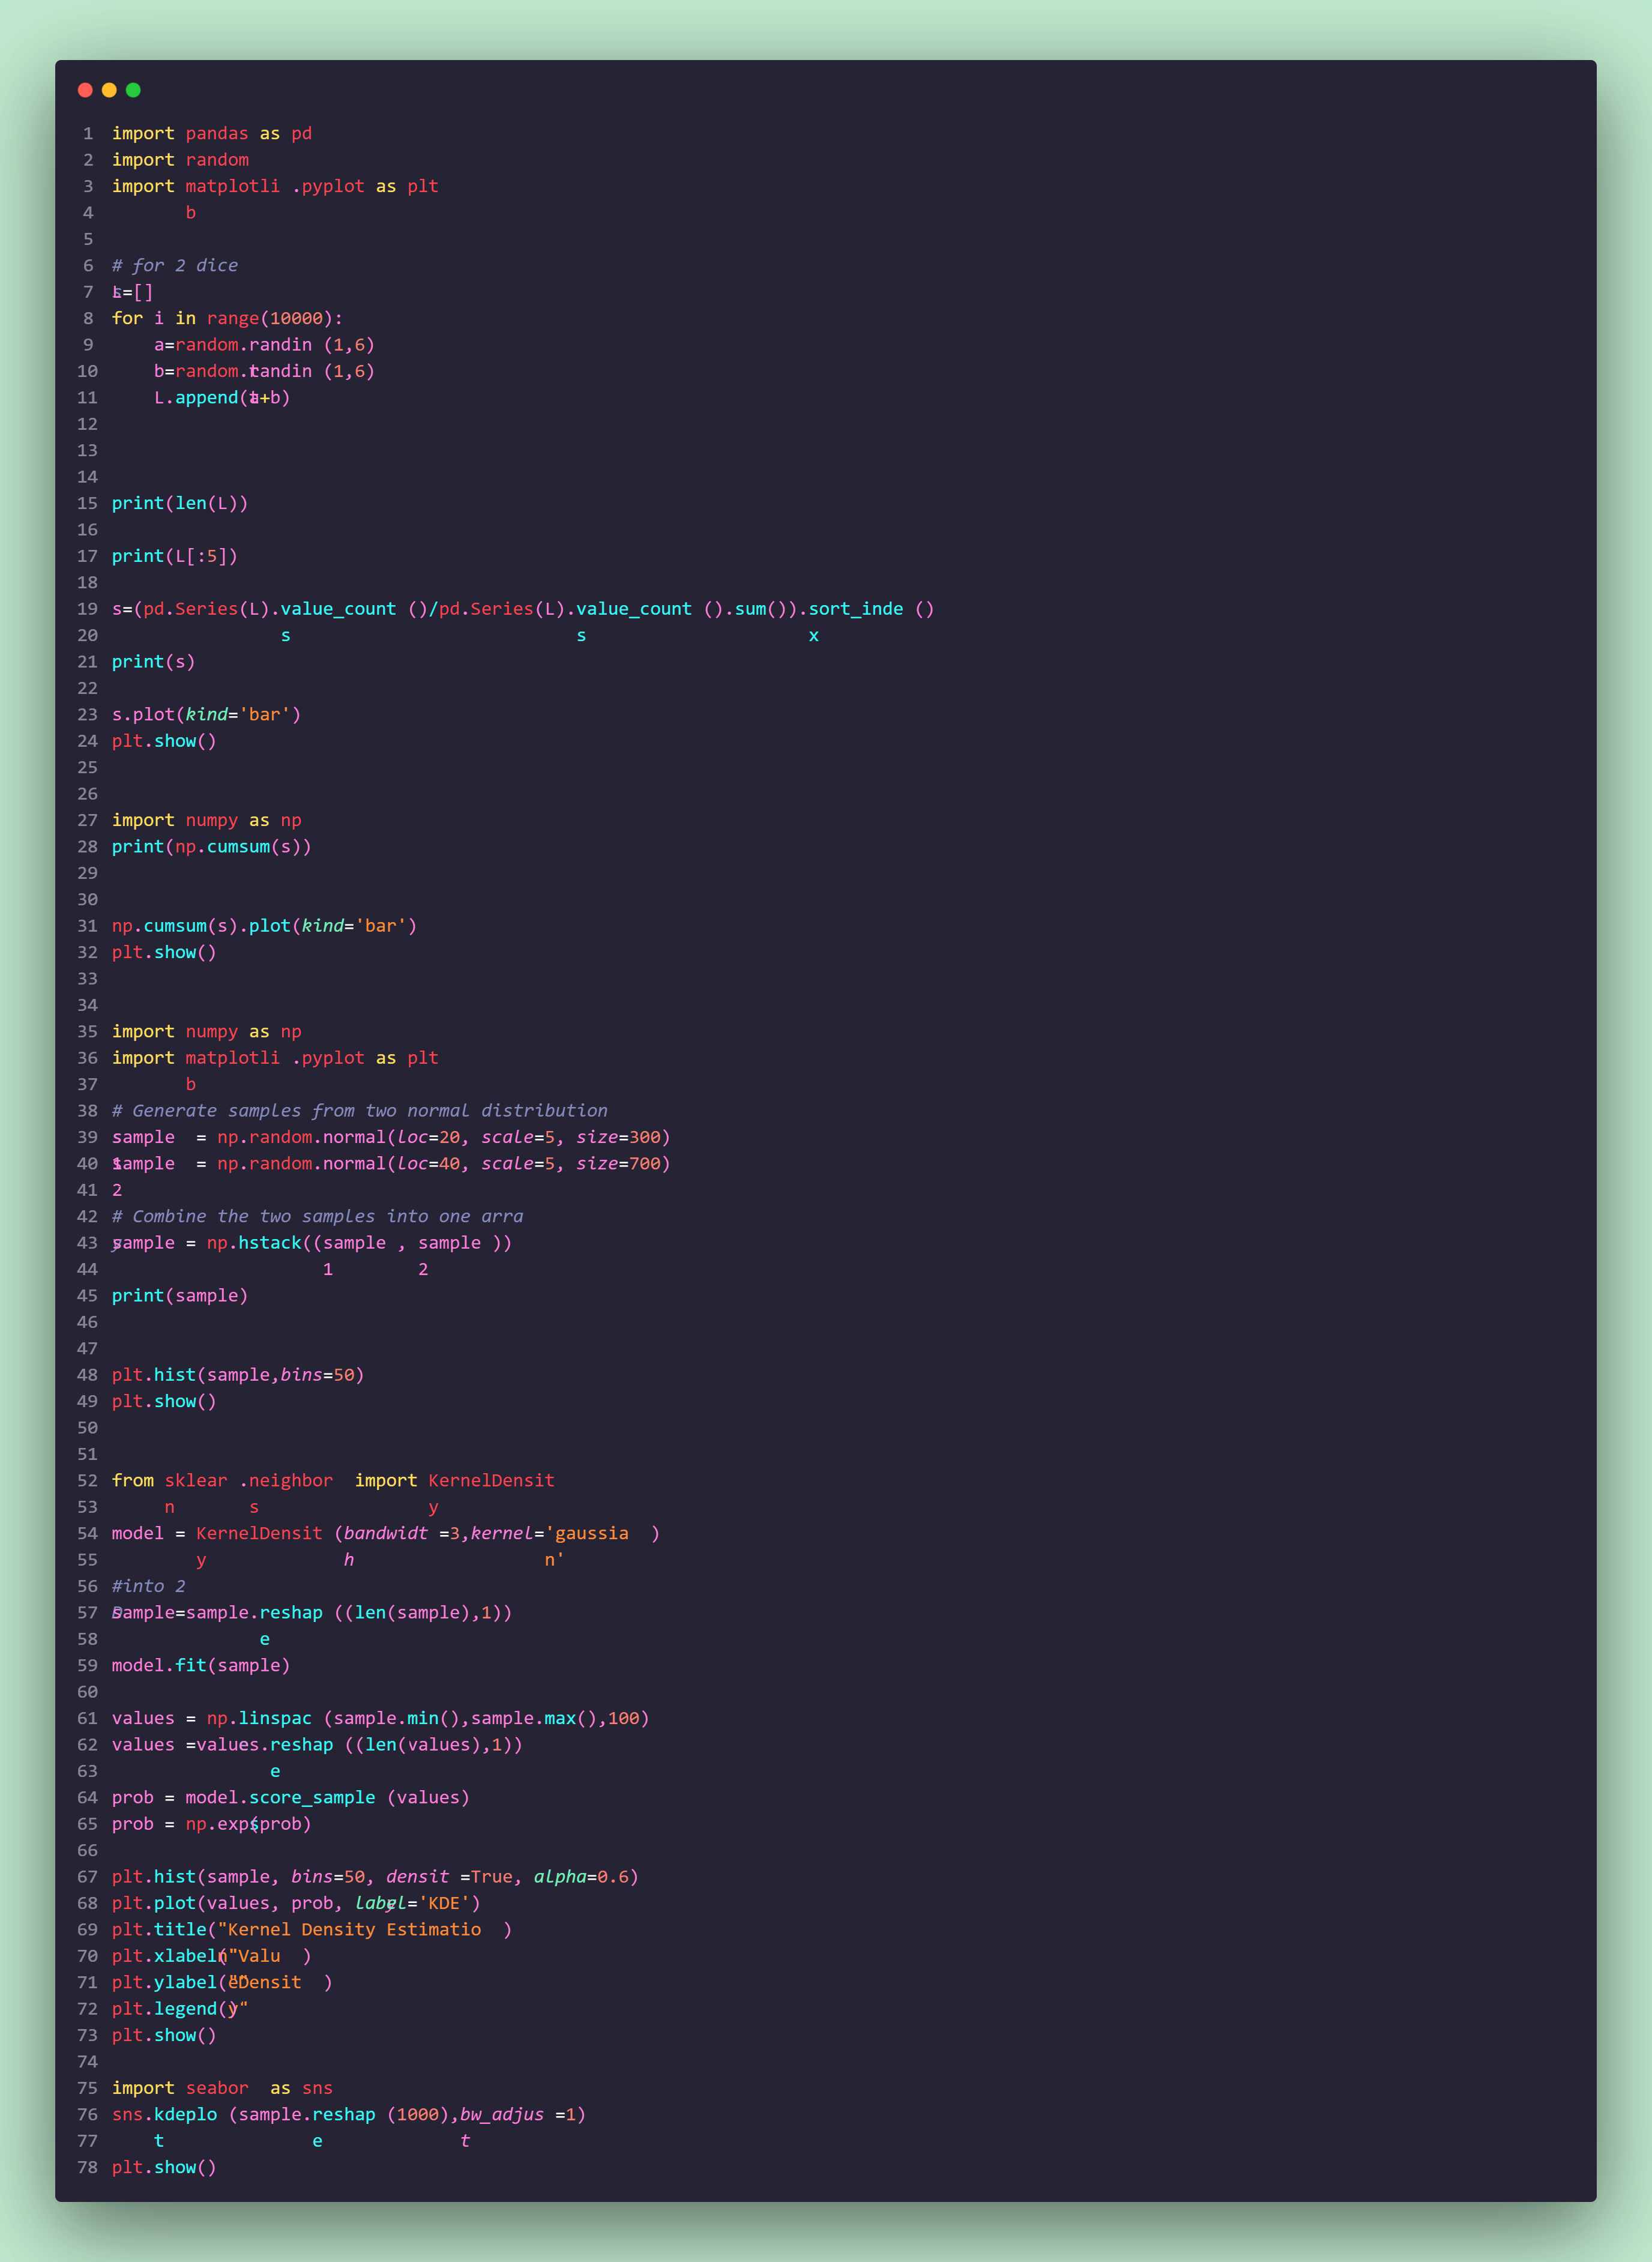 1 import pandas as pd
2 import random
3 import matplotli .pyplot as plt
4 b
5
6 # for 2 dice
7 L=[]
8 for i in range(10000):
9 a=random.randin (1,6)
10 b=random.randin (1,6)
11 L.append(a+b)
12
13
14
15 print(len(L))
16
17 print(L[:5])
18
19 s=(pd.Series(L).value_count ()/pd.Series(L).value_count ().sum()).sort_inde ()
20 s s x
21 print(s)
22
23 s.plot(kind='bar')
24 plt.show()
25
26
27 import numpy as np
28 print(np.cumsum(s))
29
30
31 np.cumsum(s).plot(kind='bar')
32 plt.show()
33
34
35 import numpy as np
36 import matplotli .pyplot as plt
37 b
38 # Generate samples from two normal distribution
39 sample = np.random.normal(loc=20, scale=5, size=300)
40 sample = np.random.normal(loc=40, scale=5, size=700)
41 2
42 # Combine the two samples into one arra
43 sample = np.hstack((sample , sample ))
44 1 2
45 print(sample)
46
47
48 plt.hist(sample,bins=50)
49 plt.show()
50
51
52 from sklear .neighbor import KernelDensit
53 n s y
54 model = KernelDensit (bandwidt =3,kernel='gaussia )
55 y h n'
56 #into 2
57 sample=sample.reshap ((len(sample),1))
58 e
59 model.fit(sample)
60
61 values = np.linspac (sample.min(),sample.max(),100)
62 values =values.reshap ((len(values),1))
63 e
64 prob = model.score_sample (values)
65 prob = np.exp(prob)
66
67 plt.hist(sample, bins=50, densit =True, alpha=0.6)
68 plt.plot(values, prob, label='KDE')
69 plt.title("Kernel Density Estimatio )
70 plt.xlabel("Valu )
71 plt.ylabel("Densit )
72 plt.legend()y"
73 plt.show()
74
75 import seabor as sns
76 sns.kdeplo (sample.reshap (1000),bw_adjus =1)
77 t e t
78 plt.show()